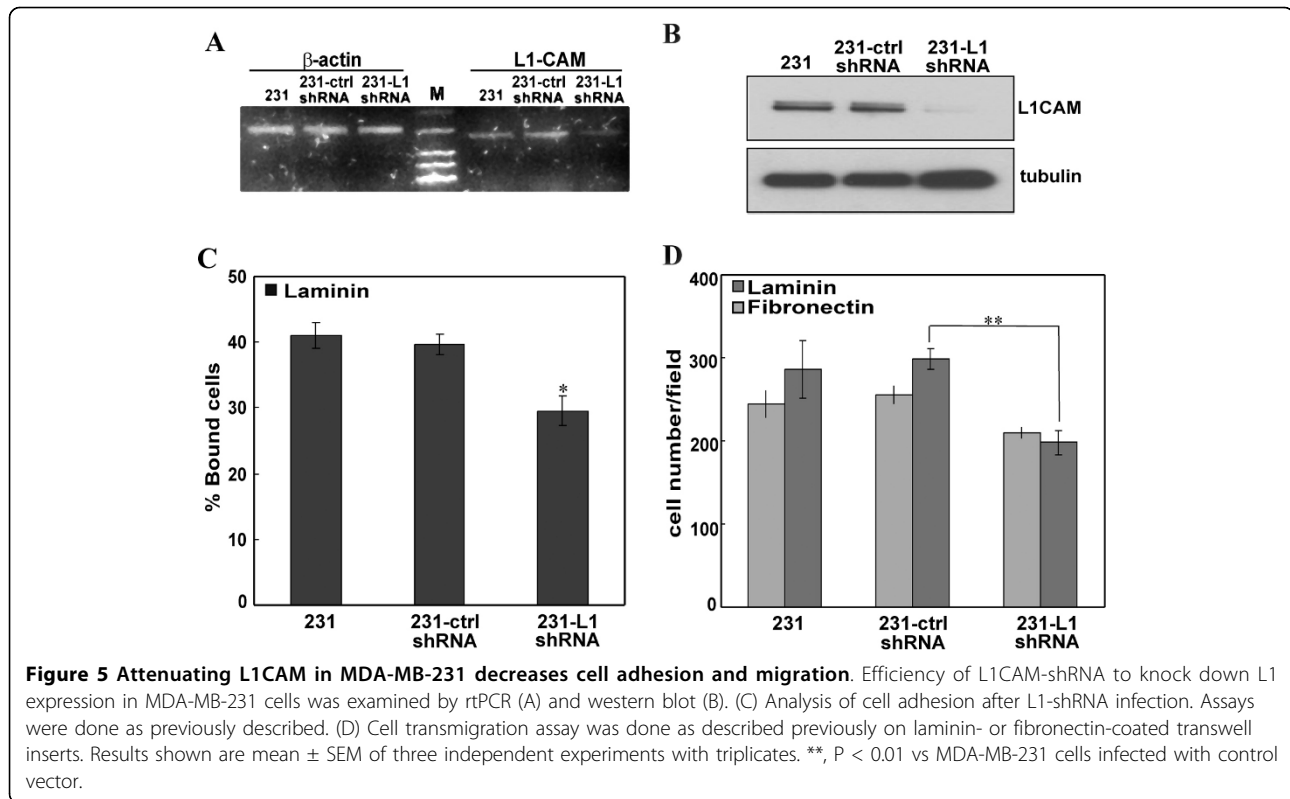 A
β-actin
L1-CAM
231
231-ctrl
shRNA
231-L1
shRNA
M
231
231-ctrl
shRNA
231-L1
shRNA
B
231
231-ctrl
shRNA
231-L1
shRNA
L1CAM
tubulin
C
50
40
30
20
10
0
% Bound cells
Laminin
*
231
231-ctrl
shRNA
231-L1
shRNA
D
400
300
200
100
0
cell number/field
Laminin
Fibronectin
**
231
231-ctrl
shRNA
231-L1
shRNA
Figure 5 Attenuating L1CAM in MDA-MB-231 decreases cell adhesion and migration. Efficiency of L1CAM-shRNA to knock down L1
expression in MDA-MB-231 cells was examined by rtPCR (A) and western blot (B). (C) Analysis of cell adhesion after L1-shRNA infection. Assays
were done as previously described. (D) Cell transmigration assay was done as described previously on laminin- or fibronectin-coated transwell
inserts. Results shown are mean ± SEM of three independent experiments with triplicates. **, P < 0.01 vs MDA-MB-231 cells infected with control
vector.